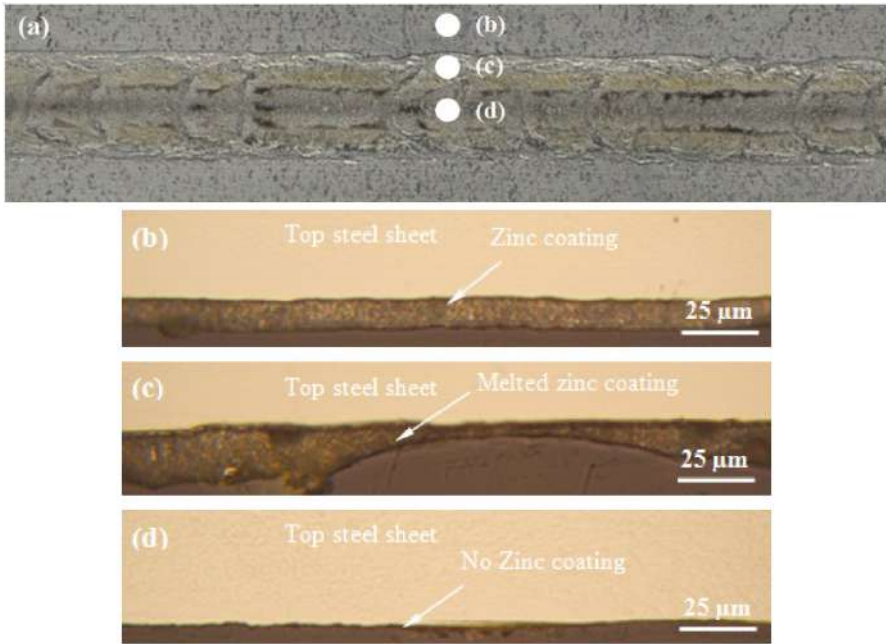 (a)
(b)
(c)
(d)
(b)
Top steel sheet
Zinc coating
25 µm
(c)
Top steel sheet
Melted zinc coating
25 µm
(d)
Top steel sheet
No Zinc coating
25 µm